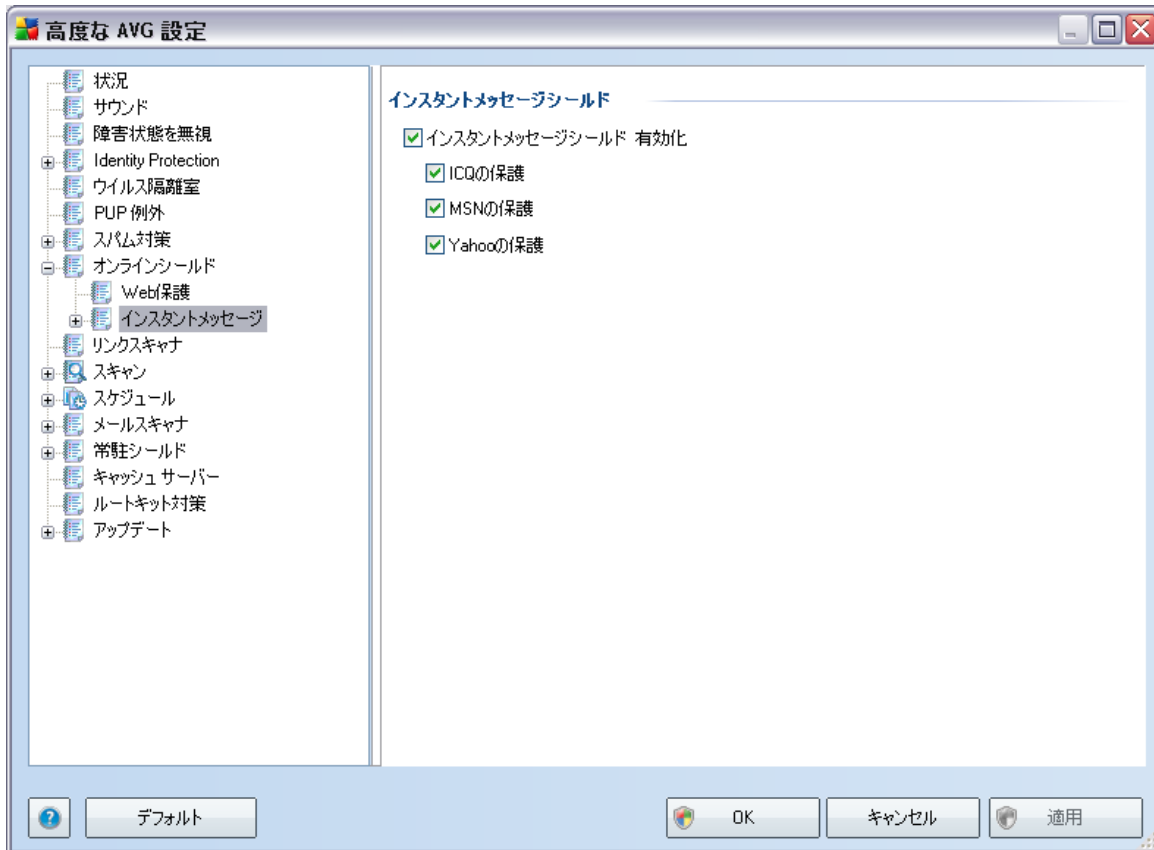 高度な AVG 設定
状況
サウンド
障害状態を無視
Identity Protection
ウイルス隔離室
PUP 例外
スパム対策
オンラインシールド
Web保護
インスタントメッセージ
リンクスキャナ
スキャン
スケジュール
メールスキャナ
常駐シールド
キャッシュ サーバー
ルートキット対策
アップデート
インスタントメッセージシールド
インスタントメッセージシールド 有効化
ICQの保護
MSNの保護
Yahooの保護
デフォルト
OK
キャンセル
適用